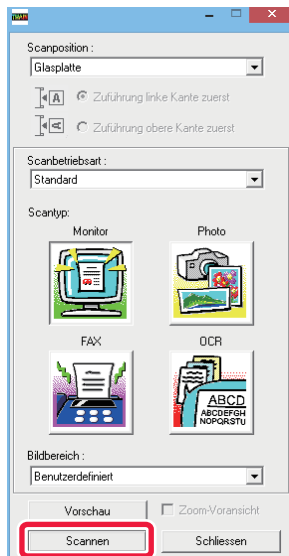 Scanposition :
Glasplatte
A Zuführung linke Kante zuerst
A Zuführung obere Kante zuerst
Scanbetriebsart :
Standard
Scantyp:
Monitor Photo
FAX OCR
ABCD
ABCDEFGH
NOPQRSTU
Bildbereich :
Benutzerdefiniert
Vorschau Zoom-Voransicht
Scannen Schliessen